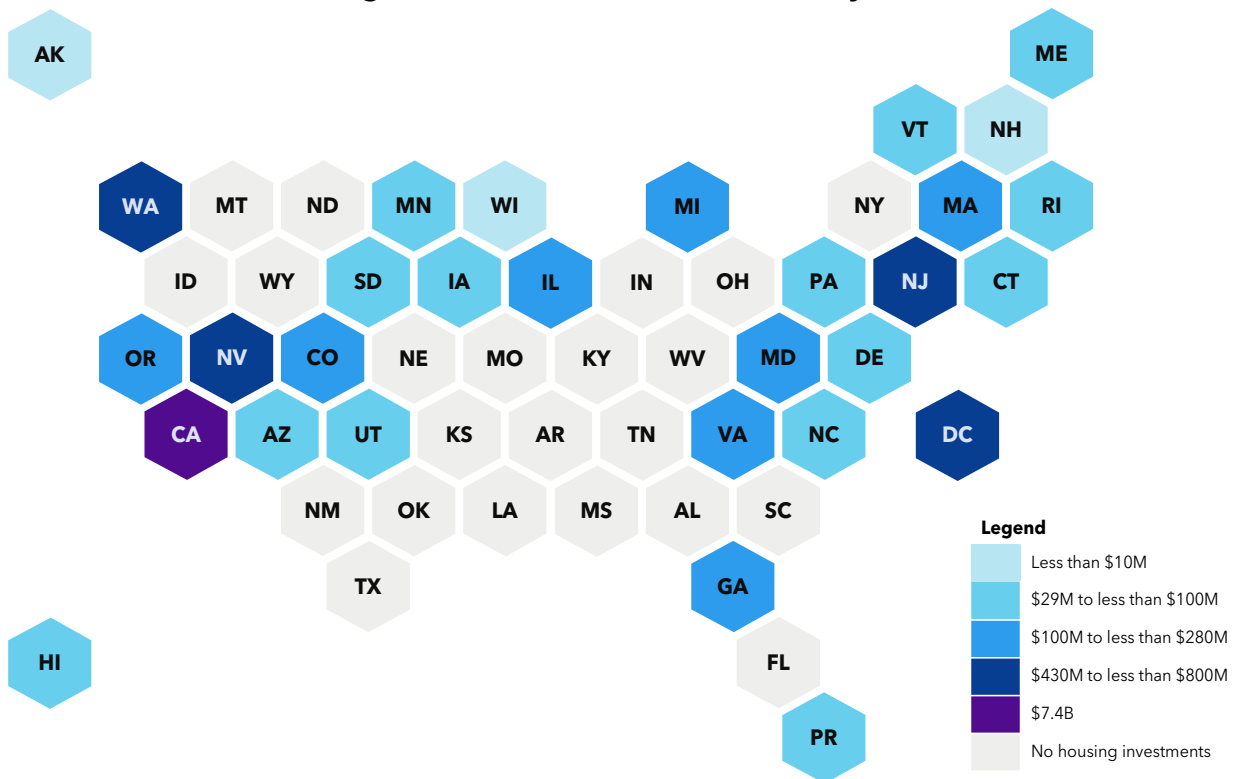 AK
ME
VT NH
WA MT ND MN WI MI NY MA RI
ID WY SD IA IL IN OH PA NJ CT
OR NV CO NE MO KY WV MD DE
CA AZ UT KS AR TN VA NC DC
NM OK LA MS AL SC
TX GA
HI FL
PR
Legend
Less than $10M
$29M to less than $100M
$100M to less than $280M
$430M to less than $800M
$7.4B
No housing investments